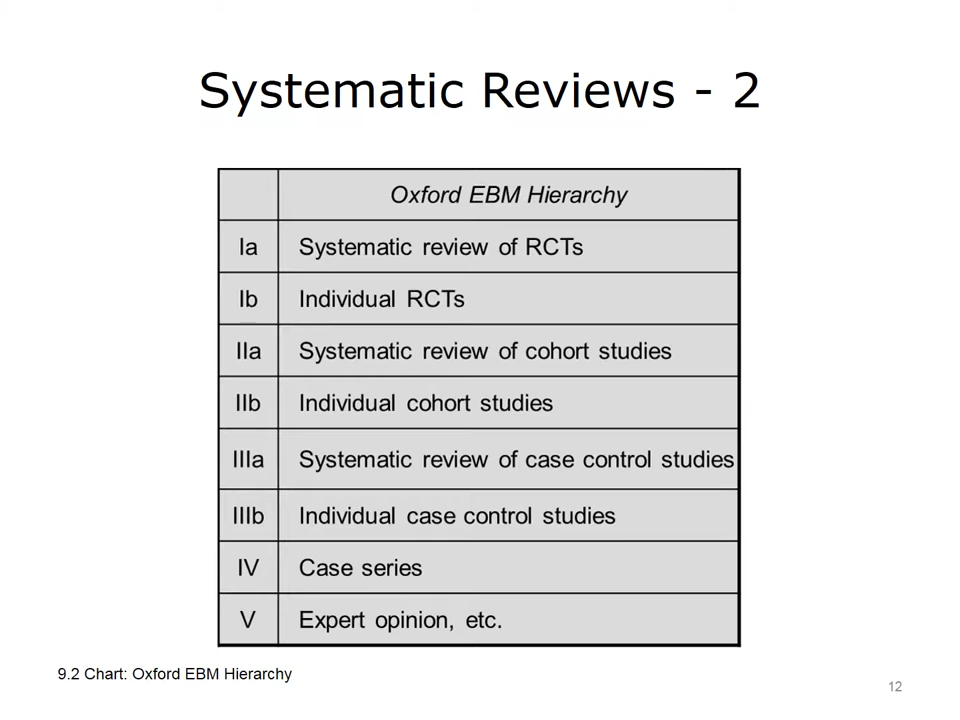 Systematic Reviews - 2
Oxford EBM Hierarchy
Ia Systematic review of RCTs
Ib Individual RCTs
IIa Systematic review of cohort studies
IIb Individual cohort studies
IIIa Systematic review of case control studies
IIIb Individual case control studies
IV Case series
V Expert opinion, etc.
9.2 Chart: Oxford EBM Hierarchy
12